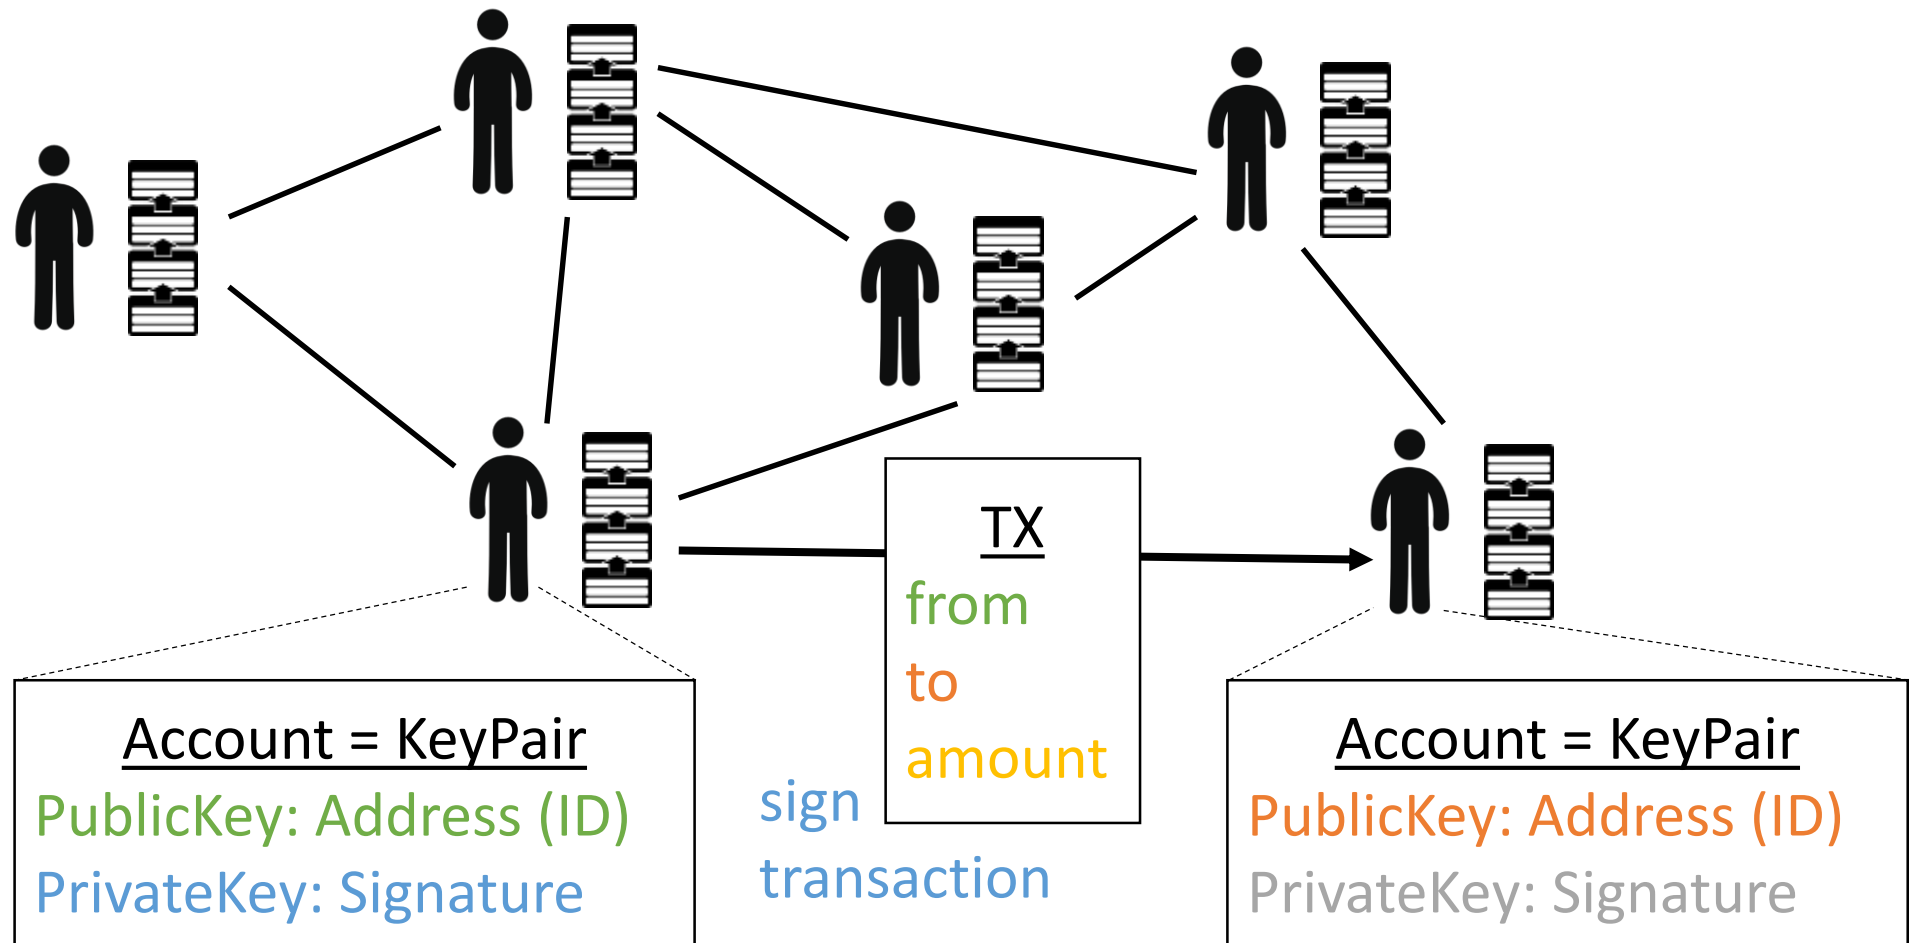 TX
from
to
amount
Account = KeyPair
PublicKey: Address (ID)
PrivateKey: Signature
sign
transaction
Account = KeyPair
PublicKey: Address (ID)
PrivateKey: Signature